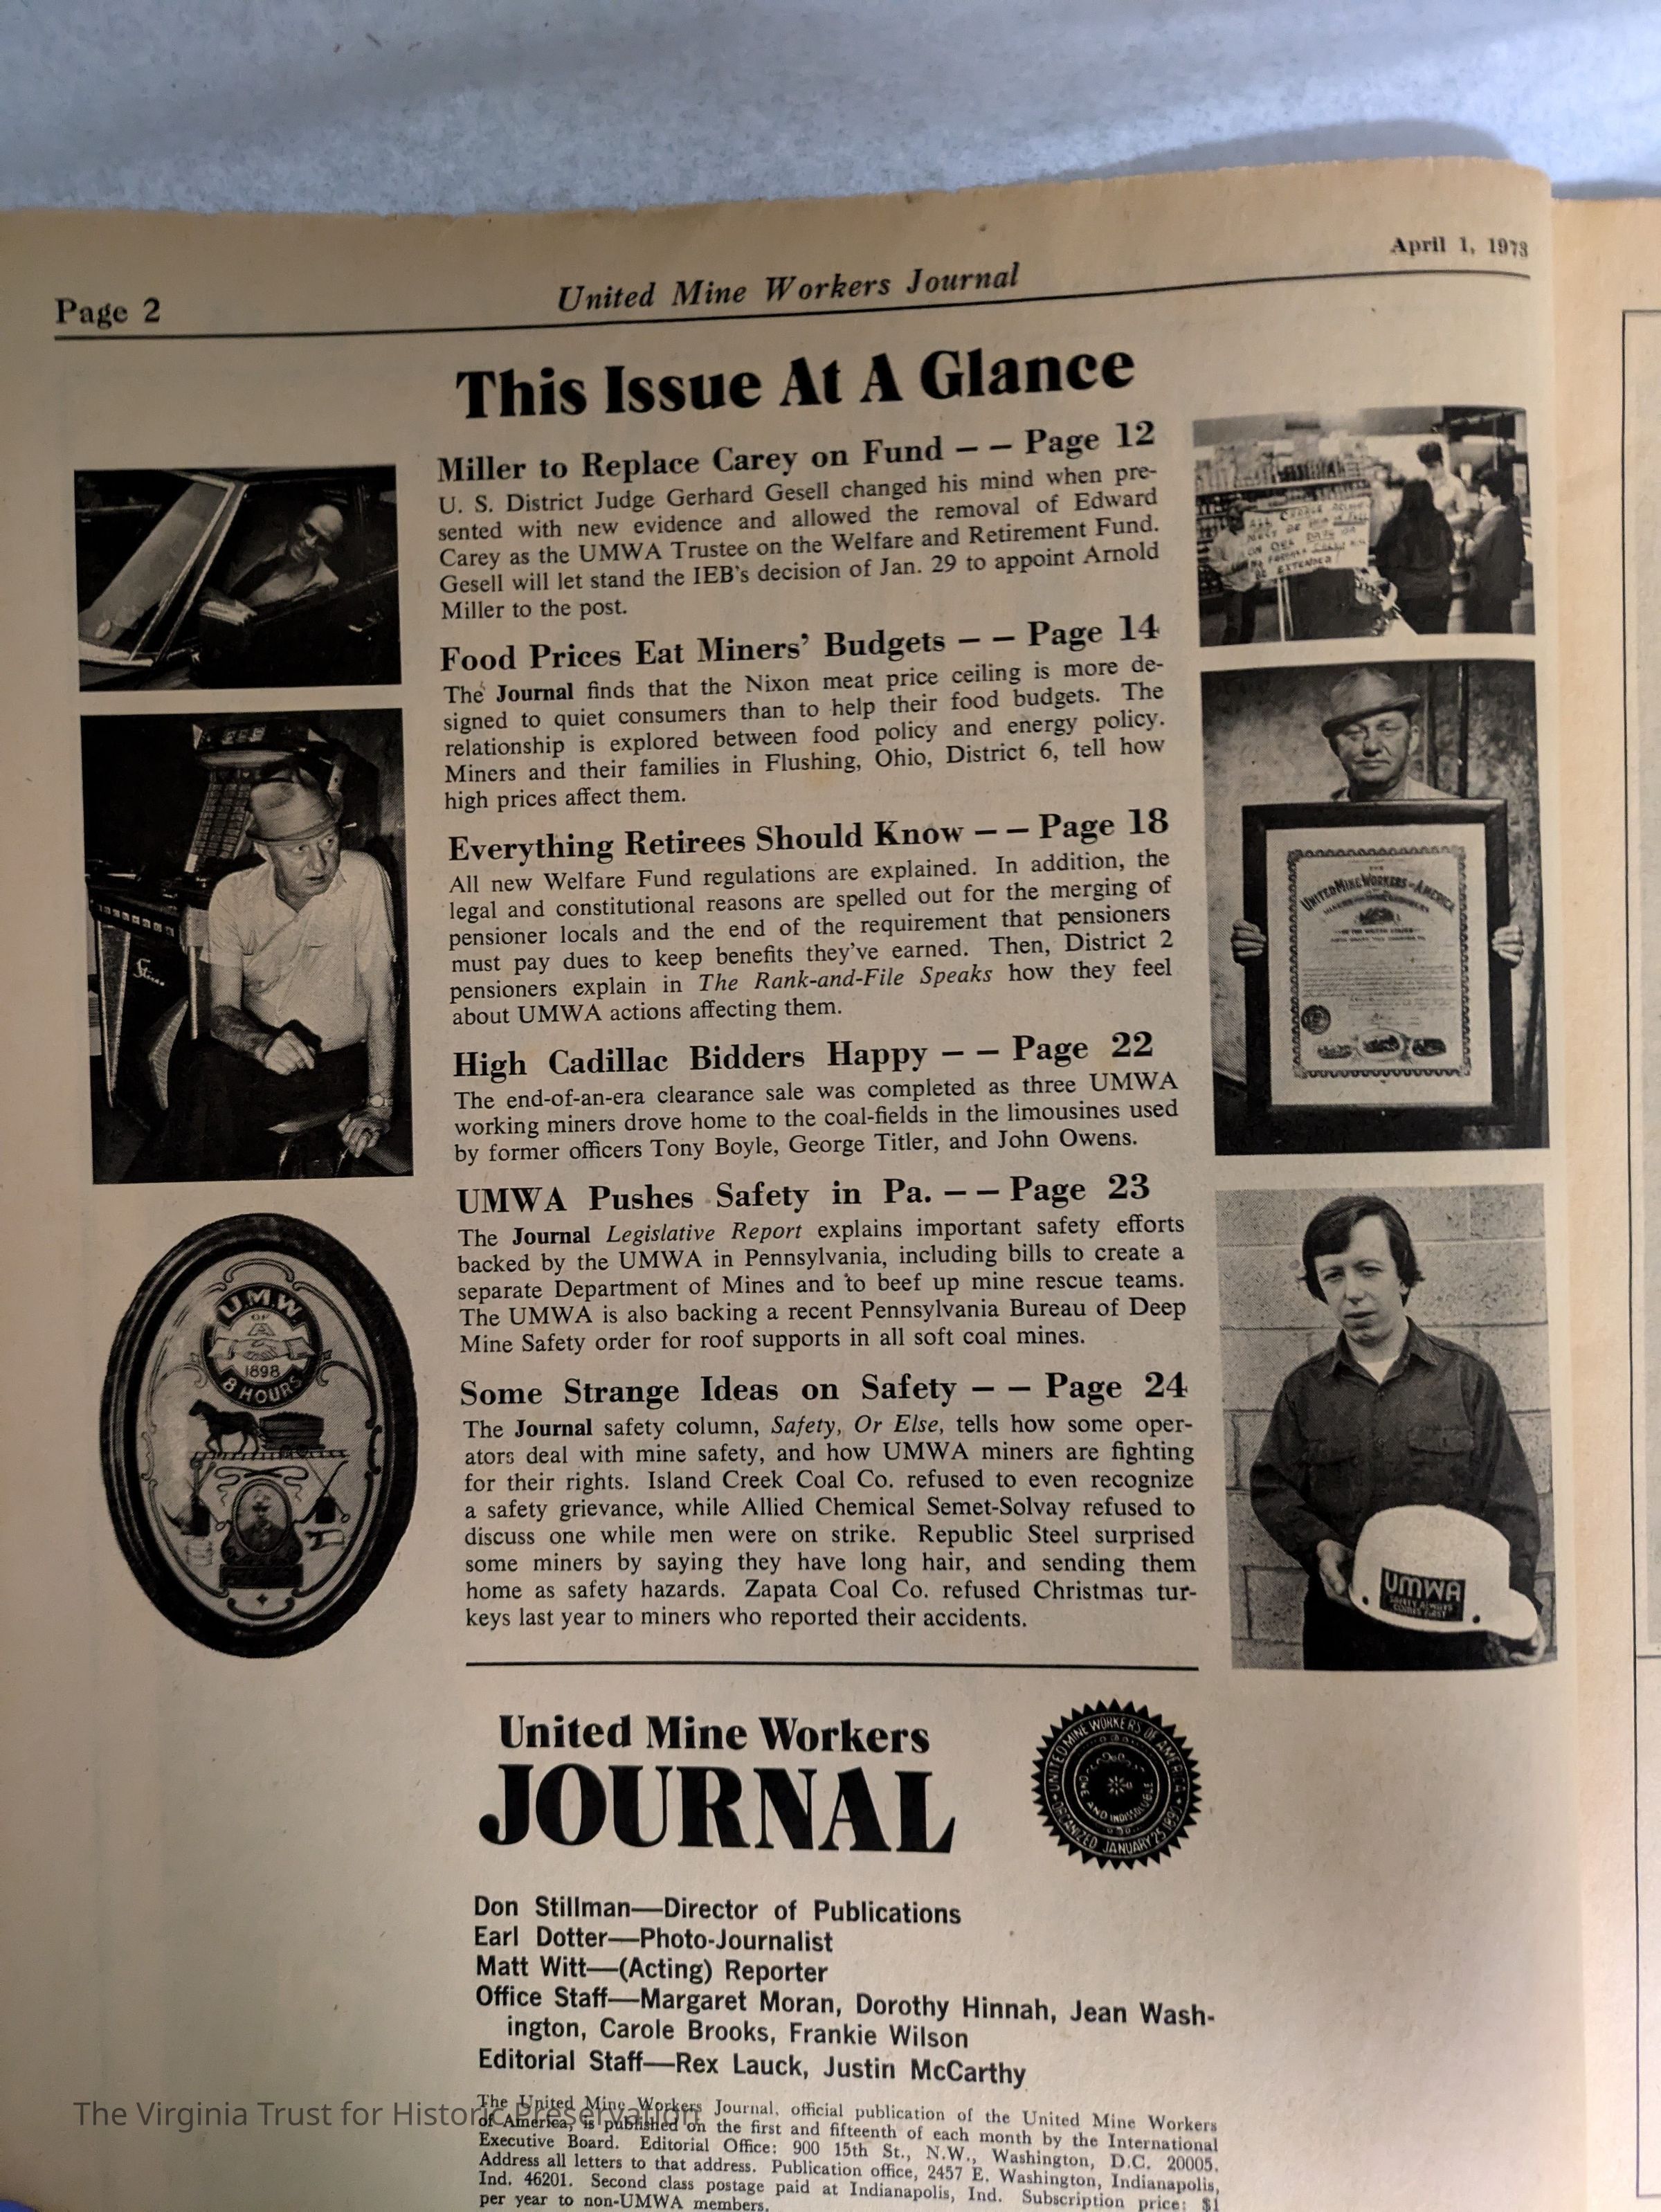 Page 2
United Mine Workers Journal
April 1, 1973
This Issue At A Glance
Miller to Replace Carey on Fund — — Page 12
U. S. District Judge Gerhard Gesell changed his mind when pre-
sented with new evidence and allowed the removal of Edward
Carey as the UMWA Trustee on the Welfare and Retirement Fund.
Gesell will let stand the IEB's decision of Jan. 29 to appoint Arnold
Miller to the post.
Food Prices Eat Miners' Budgets — — Page 14
The Journal finds that the Nixon meat price ceiling is more de-
signed to quiet consumers than to help their food budgets. The
relationship is explored between food policy and energy policy.
Miners and their families in Flushing, Ohio, District 6, tell how
high prices affect them.
Everything Retirees Should Know — — Page 18
All new Welfare Fund regulations are explained. In addition, the
legal and constitutional reasons are spelled out for the merging of
pensioner locals and the end of the requirement that pensioners
must pay dues to keep benefits they've earned. Then, District 2
pensioners explain in The Rank-and-File Speaks how they feel
about UMWA actions affecting them.
High Cadillac Bidders Happy — — Page 22
The end-of-an-era clearance sale was completed as three UMWA
working miners drove home to the coal-fields in the limousines used
by former officers Tony Boyle, George Titler, and John Owens.
UMWA Pushes Safety in Pa. — — Page 23
The Journal Legislative Report explains important safety efforts
backed by the UMWA in Pennsylvania, including bills to create a
separate Department of Mines and to beef up mine rescue teams.
The UMWA is also backing a recent Pennsylvania Bureau of Deep
Mine Safety order for roof supports in all soft coal mines.
Some Strange Ideas on Safety — — Page 24
The Journal safety column, Safety, Or Else, tells how some oper-
ators deal with mine safety, and how UMWA miners are fighting
for their rights. Island Creek Coal Co. refused to even recognize
a safety grievance, while Allied Chemical Semet-Solvay refused to
discuss one while men were on strike. Republic Steel surprised
some miners by saying they have long hair, and sending them
home as safety hazards. Zapata Coal Co. refused Christmas tur-
keys last year to miners who reported their accidents.
UMW
OF
A
1898
8 HOURS
UNITED MINE WORKERS OF AMERICA
UMWA
SAFETY ALWAYS
COMES FIRST
United Mine Workers
JOURNAL
UNITED MINE WORKERS OF AMERICA
ORGANIZED JANUARY 25 1890
ONE AND INDISSOLUBLE
Don Stillman—Director of Publications
Earl Dotter—Photo-Journalist
Matt Witt—(Acting) Reporter
Office Staff—Margaret Moran, Dorothy Hinnah, Jean Wash-
ington, Carole Brooks, Frankie Wilson
Editorial Staff—Rex Lauck, Justin McCarthy
The United Mine Workers Journal, official publication of the United Mine Workers
of America, is published on the first and fifteenth of each month by the International
Executive Board. Editorial Office: 900 15th St., N.W., Washington, D.C. 20005.
Address all letters to that address. Publication office, 2457 E. Washington, Indianapolis,
Ind. 46201. Second class postage paid at Indianapolis, Ind. Subscription price: $1
per year to non-UMWA members.
The Virginia Trust for Historic Preservation